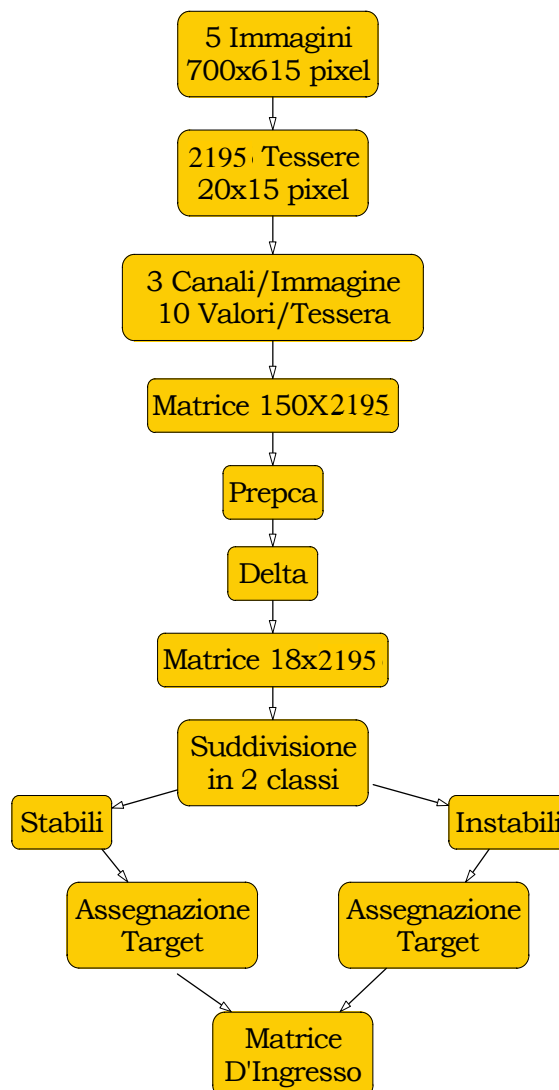 5 Immagini
700x615 pixel
2195 Tessere
20x15 pixel
3 Canali/Immagine
10 Valori/Tessera
Matrice 150X2195
Prepca
Delta
Matrice 18x2195
Suddivisione
in 2 classi
Stabili
Instabili
Assegnazione
Target
Assegnazione
Target
Matrice
D'Ingresso